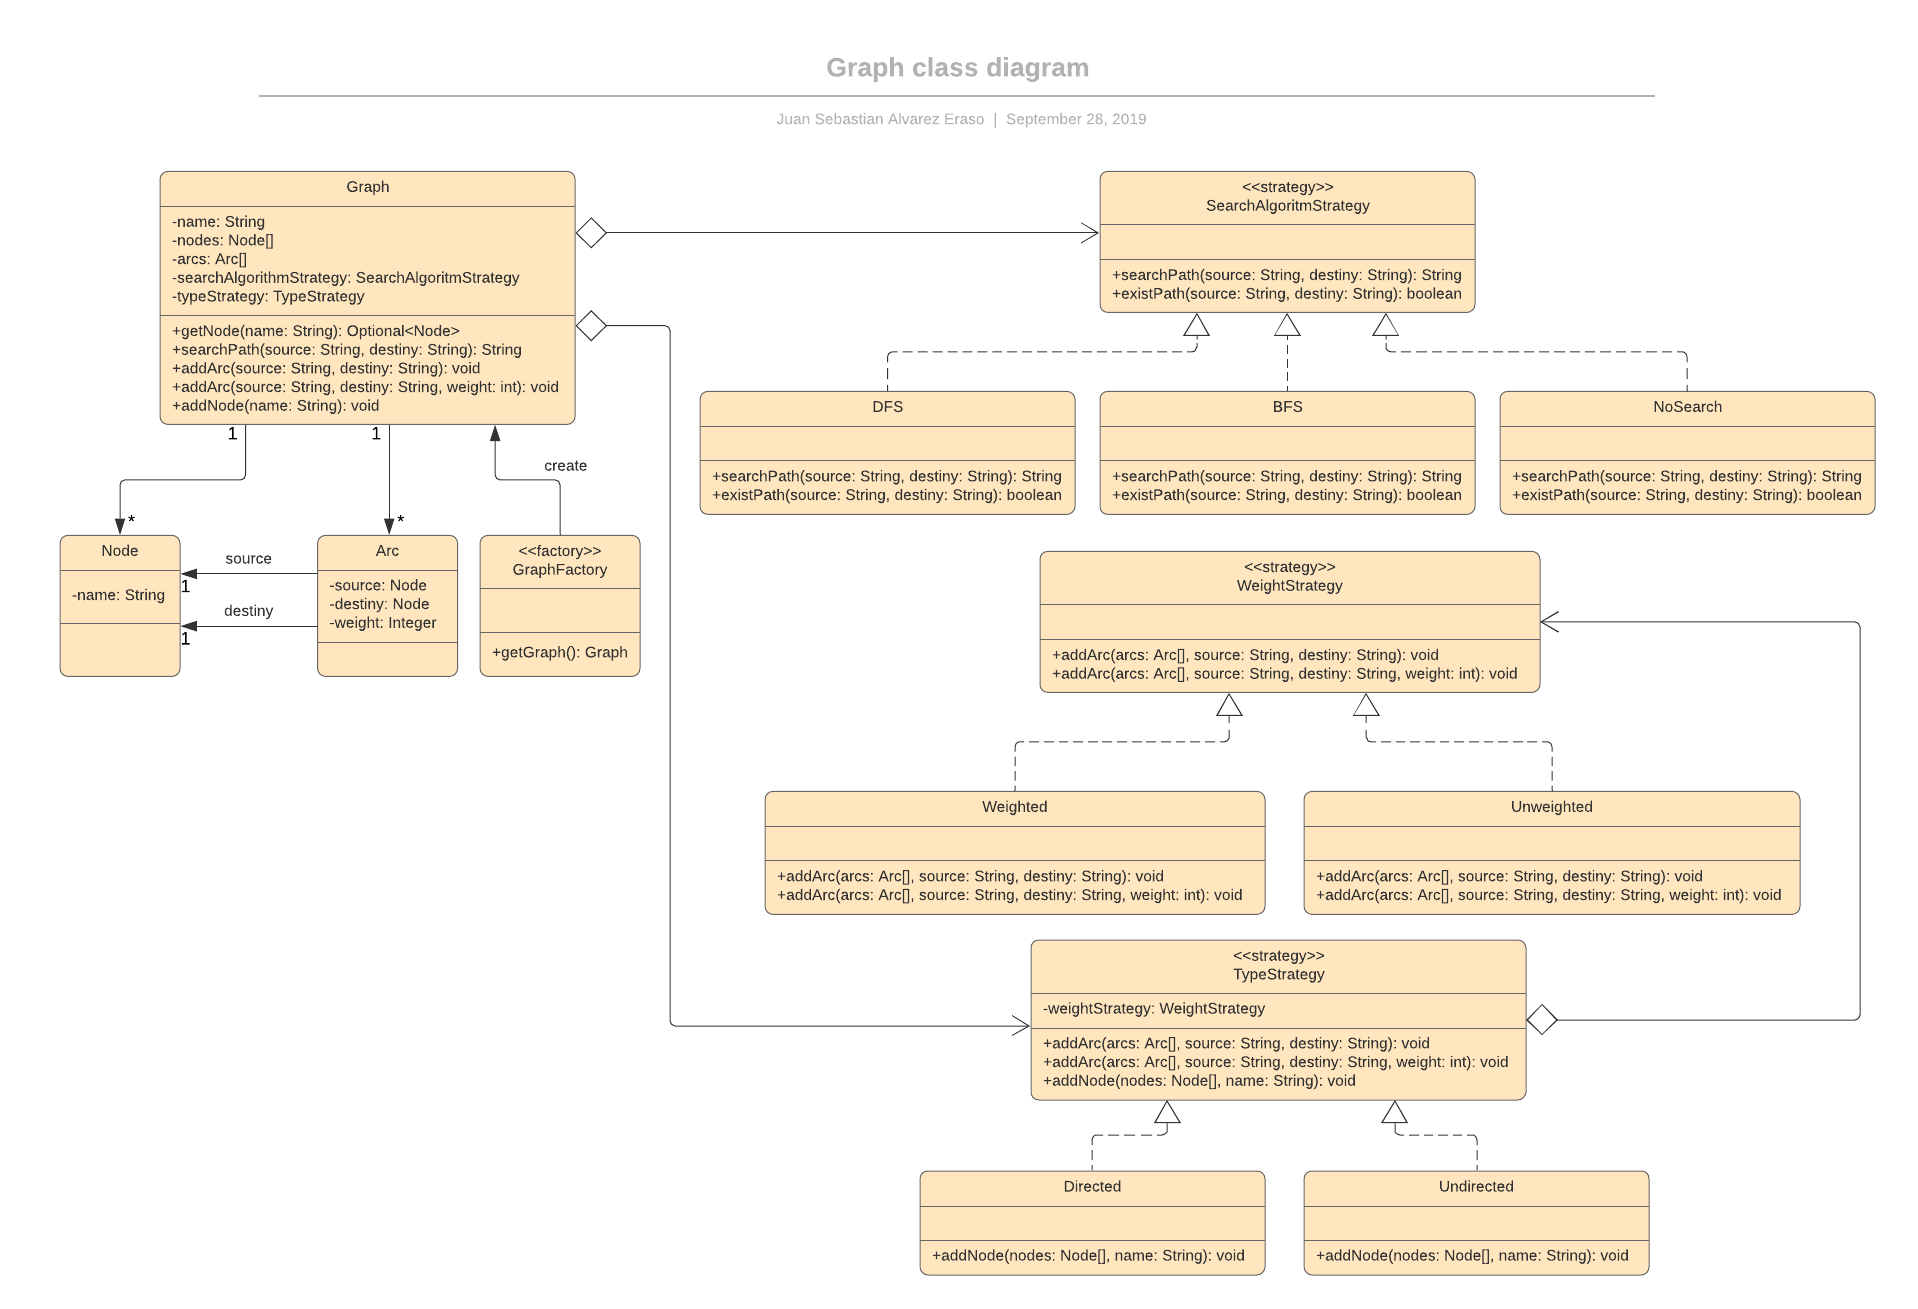 Graph class diagram
Juan Sebastian Alvarez Eraso | September 28, 2019
Graph
-name: String
-nodes: Node[]
-arcs: Arc[]
-searchAlgorithmStrategy: SearchAlgoritmStrategy
-typeStrategy: TypeStrategy
+getNode(name: String): Optional<Node>
+searchPath(source: String, destiny: String): String
+addArc(source: String, destiny: String): void
+addArc(source: String, destiny: String, weight: int): void
+addNode(name: String): void
<<strategy>>
SearchAlgoritmStrategy
+searchPath(source: String, destiny: String): String
+existPath(source: String, destiny: String): boolean
DFS
+searchPath(source: String, destiny: String): String
+existPath(source: String, destiny: String): boolean
BFS
+searchPath(source: String, destiny: String): String
+existPath(source: String, destiny: String): boolean
NoSearch
+searchPath(source: String, destiny: String): String
+existPath(source: String, destiny: String): boolean
1
1
create
*
*
Node
-name: String
source
1
destiny
1
Arc
-source: Node
-destiny: Node
-weight: Integer
<<factory>>
GraphFactory
+getGraph(): Graph
<<strategy>>
WeightStrategy
+addArc(arcs: Arc[], source: String, destiny: String): void
+addArc(arcs: Arc[], source: String, destiny: String, weight: int): void
Weighted
+addArc(arcs: Arc[], source: String, destiny: String): void
+addArc(arcs: Arc[], source: String, destiny: String, weight: int): void
Unweighted
+addArc(arcs: Arc[], source: String, destiny: String): void
+addArc(arcs: Arc[], source: String, destiny: String, weight: int): void
<<strategy>>
TypeStrategy
-weightStrategy: WeightStrategy
+addArc(arcs: Arc[], source: String, destiny: String): void
+addArc(arcs: Arc[], source: String, destiny: String, weight: int): void
+addNode(nodes: Node[], name: String): void
Directed
+addNode(nodes: Node[], name: String): void
Undirected
+addNode(nodes: Node[], name: String): void